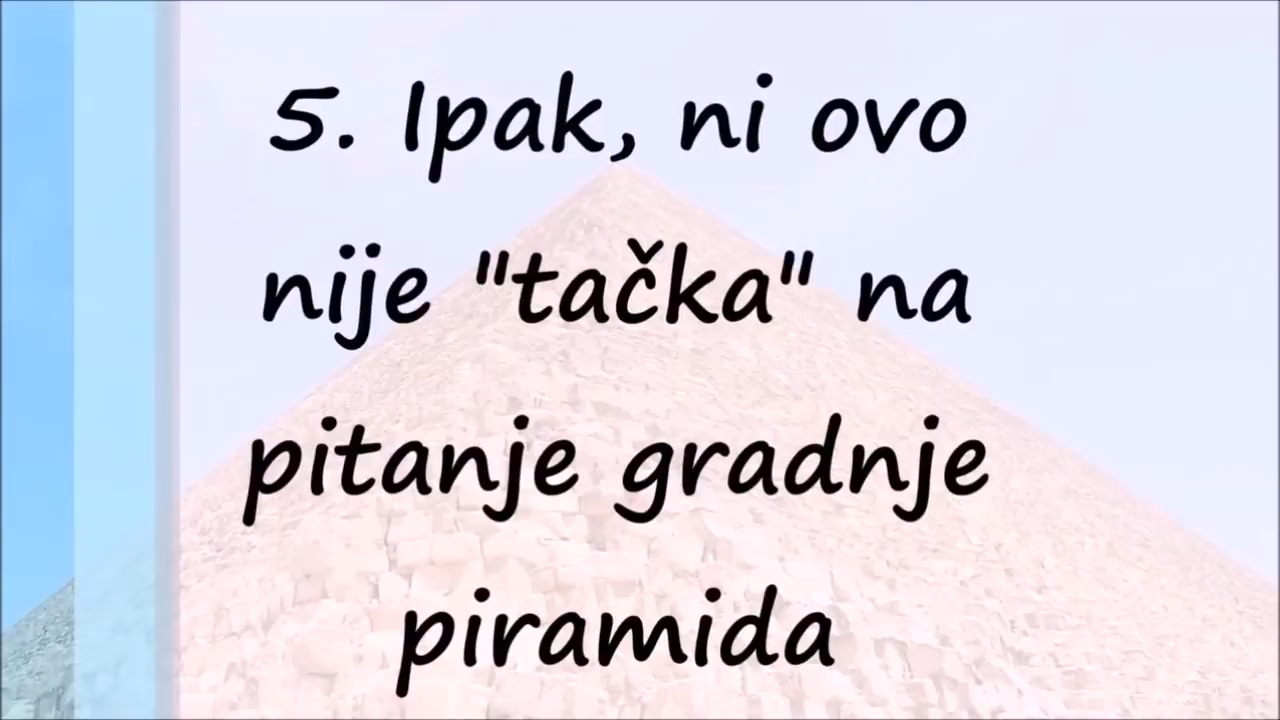 5. Ipak, ni ovo
nije "tačka" na
pitanje gradnje
piramida